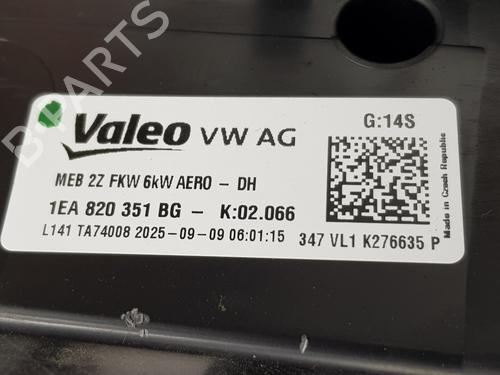 Valeo VW AG G:14S
MEB 2Z FKW 6kW AERO - DH
1EA 820 351 BG - K:02.066
L141 TA74008 2025-09-09 06:01:15 347 VL1 K276635 P
Made in Czech Republic
B PARTS